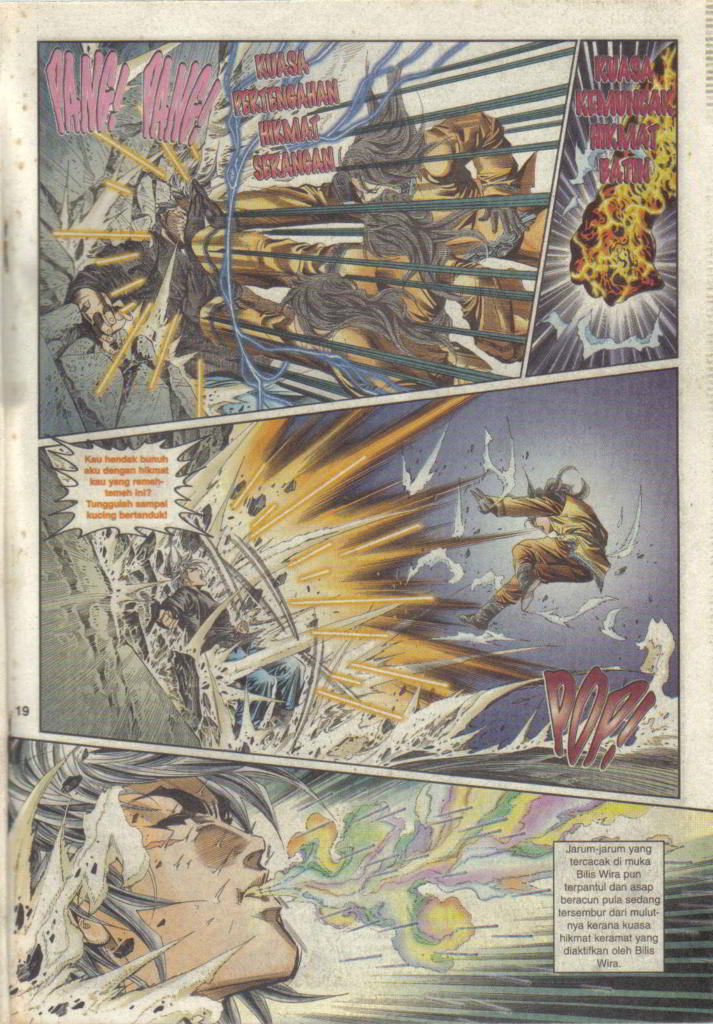 PANG! PANG!
KUASA
PERTENGAHAN
HIKMAT
SEKANGAN
KUASA
KEMUNCAK
HIKMAT
BATIN
Kau hendak bunuh
aku dengan hikmat
kau yang remeh-
temeh ini?
Tunggulah sampai
kucing bertanduk!
POP!
19
Jarum-jarum yang
tercacak di muka
Bilis Wira pun
terpantul dan asap
beracun pula sedang
tersembur dari mulut-
nya kerana kuasa
hikmat keramat yang
diaktifkan oleh Bilis
Wira.